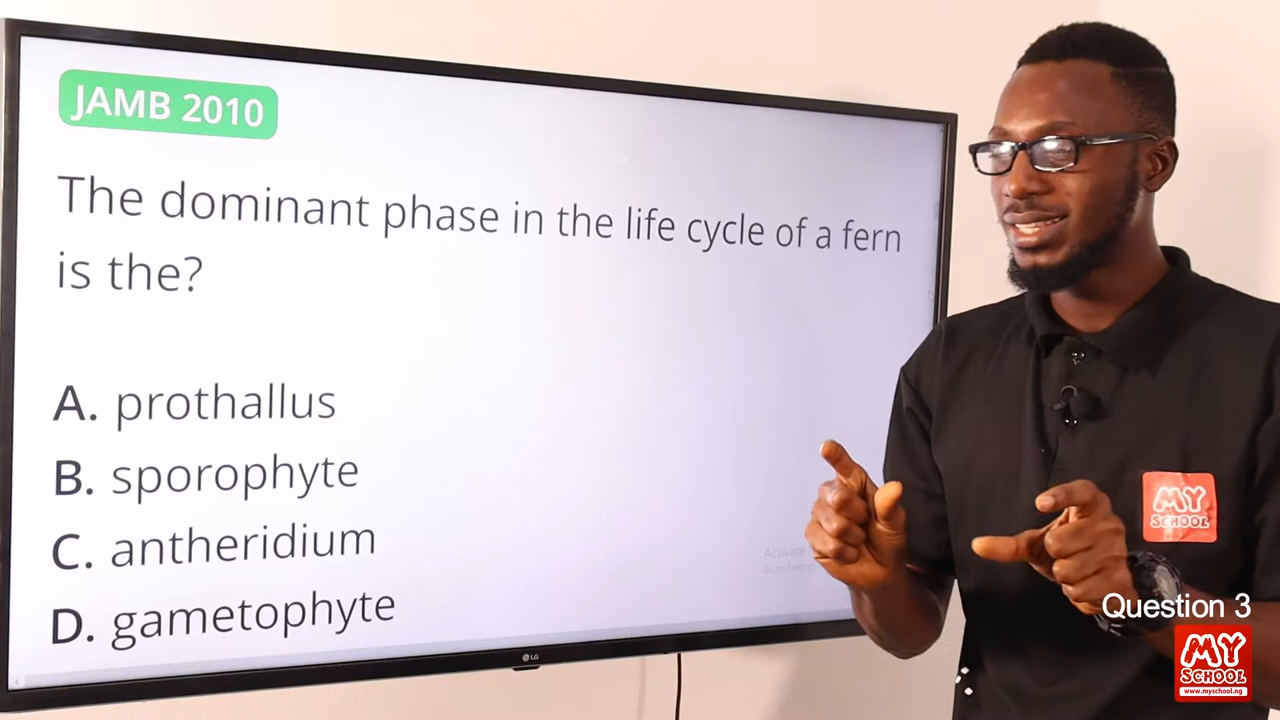 JAMB 2010
The dominant phase in the life cycle of a fern
is the?
A. prothallus
B. sporophyte
C. antheridium
D. gametophyte
Activate
LG
MY
SCHOOL
Question 3
MY
SCHOOL
www.myschool.ng